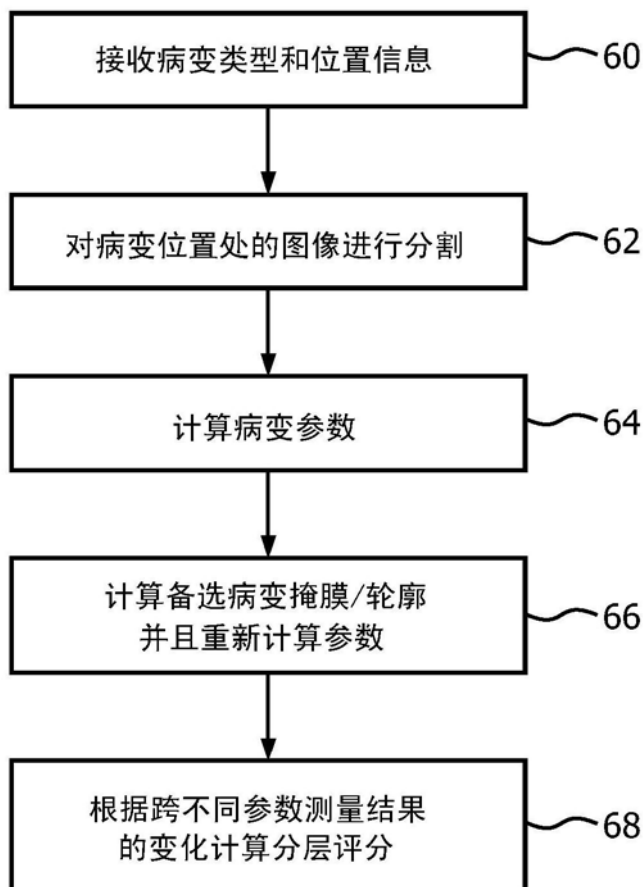 接收病变类型和位置信息
60
对病变位置处的图像进行分割
62
计算病变参数
64
计算备选病变掩膜/轮廓
并且重新计算参数
66
根据跨不同参数测量结果
的变化计算分层评分
68